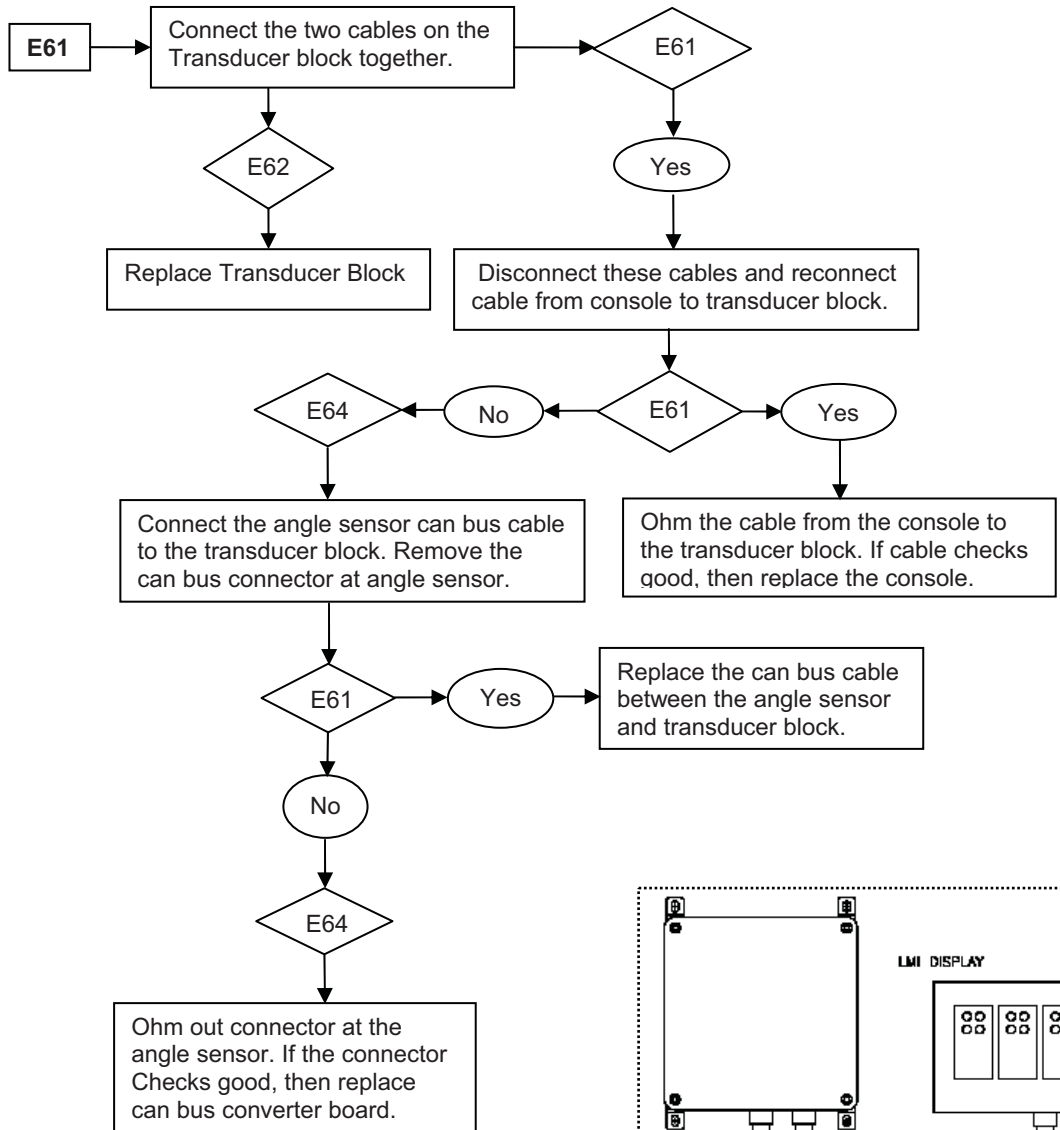 E61
Connect the two cables on the
Transducer block together.
E61
E62
Yes
Replace Transducer Block
Disconnect these cables and reconnect
cable from console to transducer block.
E64
No
E61
Yes
Connect the angle sensor can bus cable
to the transducer block. Remove the
can bus connector at angle sensor.
Ohm the cable from the console to
the transducer block. If cable checks
good, then replace the console.
E61
Yes
Replace the can bus cable
between the angle sensor
and transducer block.
No
E64
LMI DISPLAY
Ohm out connector at the
angle sensor. If the connector
Checks good, then replace
can bus converter board.